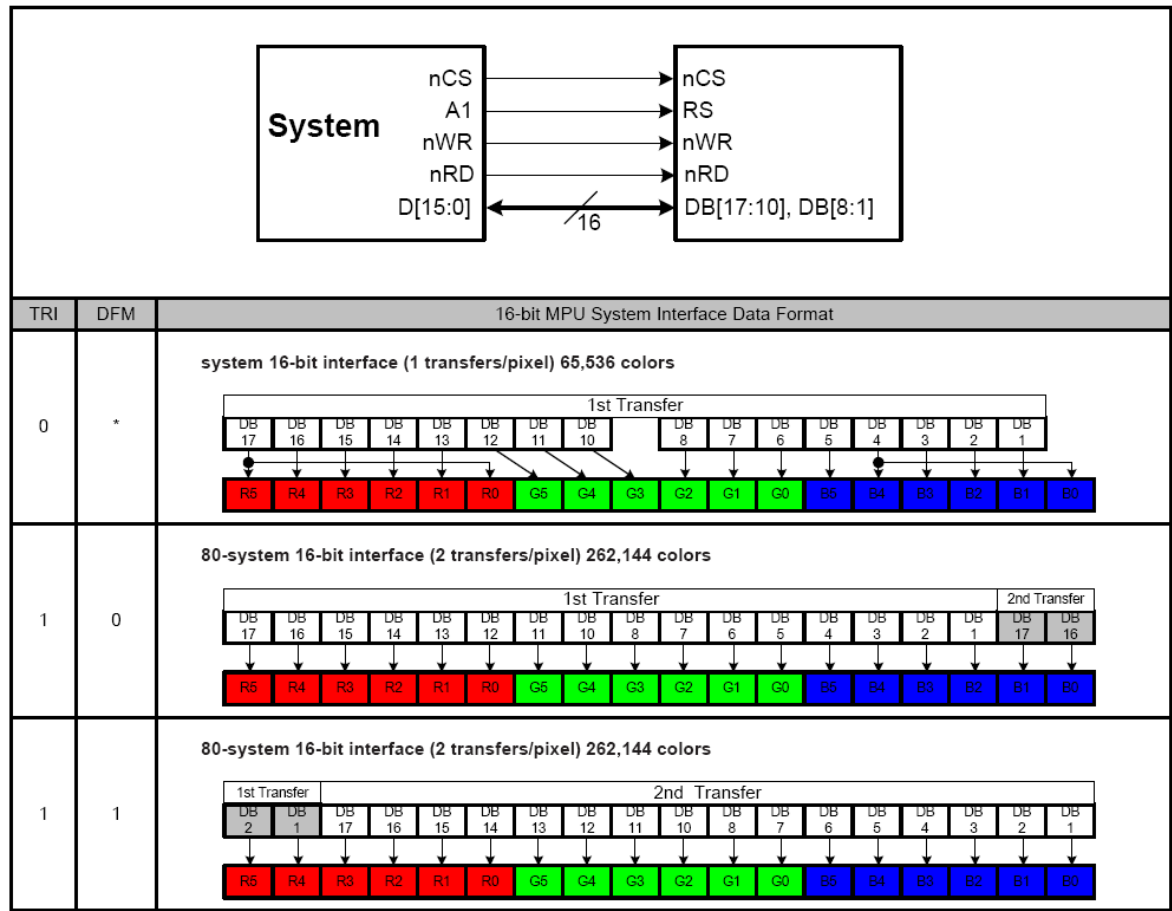 System
nCS
A1
nWR
nRD
D[15:0]
16
nCS
RS
nWR
nRD
DB[17:10], DB[8:1]
TRI DFM 16-bit MPU System Interface Data Format
0 *
system 16-bit interface (1 transfers/pixel) 65,536 colors
1st Transfer
DB DB DB DB DB DB DB DB DB DB DB DB DB DB DB DB
17 16 15 14 13 12 11 10 8 7 6 5 4 3 2 1
R5 R4 R3 R2 R1 R0 G5 G4 G3 G2 G1 G0 B5 B4 B3 B2 B1 B0
1 0
80-system 16-bit interface (2 transfers/pixel) 262,144 colors
1st Transfer 2nd Transfer
DB DB DB DB DB DB DB DB DB DB DB DB DB DB DB DB DB DB
17 16 15 14 13 12 11 10 8 7 6 5 4 3 2 1 17 16
R5 R4 R3 R2 R1 R0 G5 G4 G3 G2 G1 G0 B5 B4 B3 B2 B1 B0
1 1
80-system 16-bit interface (2 transfers/pixel) 262,144 colors
1st Transfer 2nd Transfer
DB DB DB DB DB DB DB DB DB DB DB DB DB DB DB DB DB DB
2 1 17 16 15 14 13 12 11 10 8 7 6 5 4 3 2 1
R5 R4 R3 R2 R1 R0 G5 G4 G3 G2 G1 G0 B5 B4 B3 B2 B1 B0